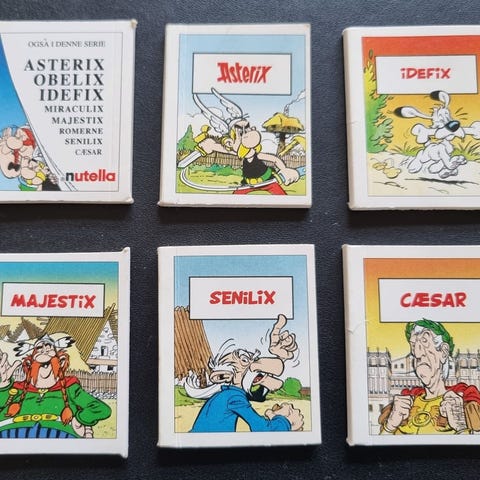 OGSÅ I DENNE SERIE
ASTERIX
OBELIX
IDEFIX
MIRACULIX
MAJESTIX
ROMERNE
SENILIX
CÆSAR
nutella
Asterix
iDEFiX
MAJESTiX
SENiLiX
CÆSAR